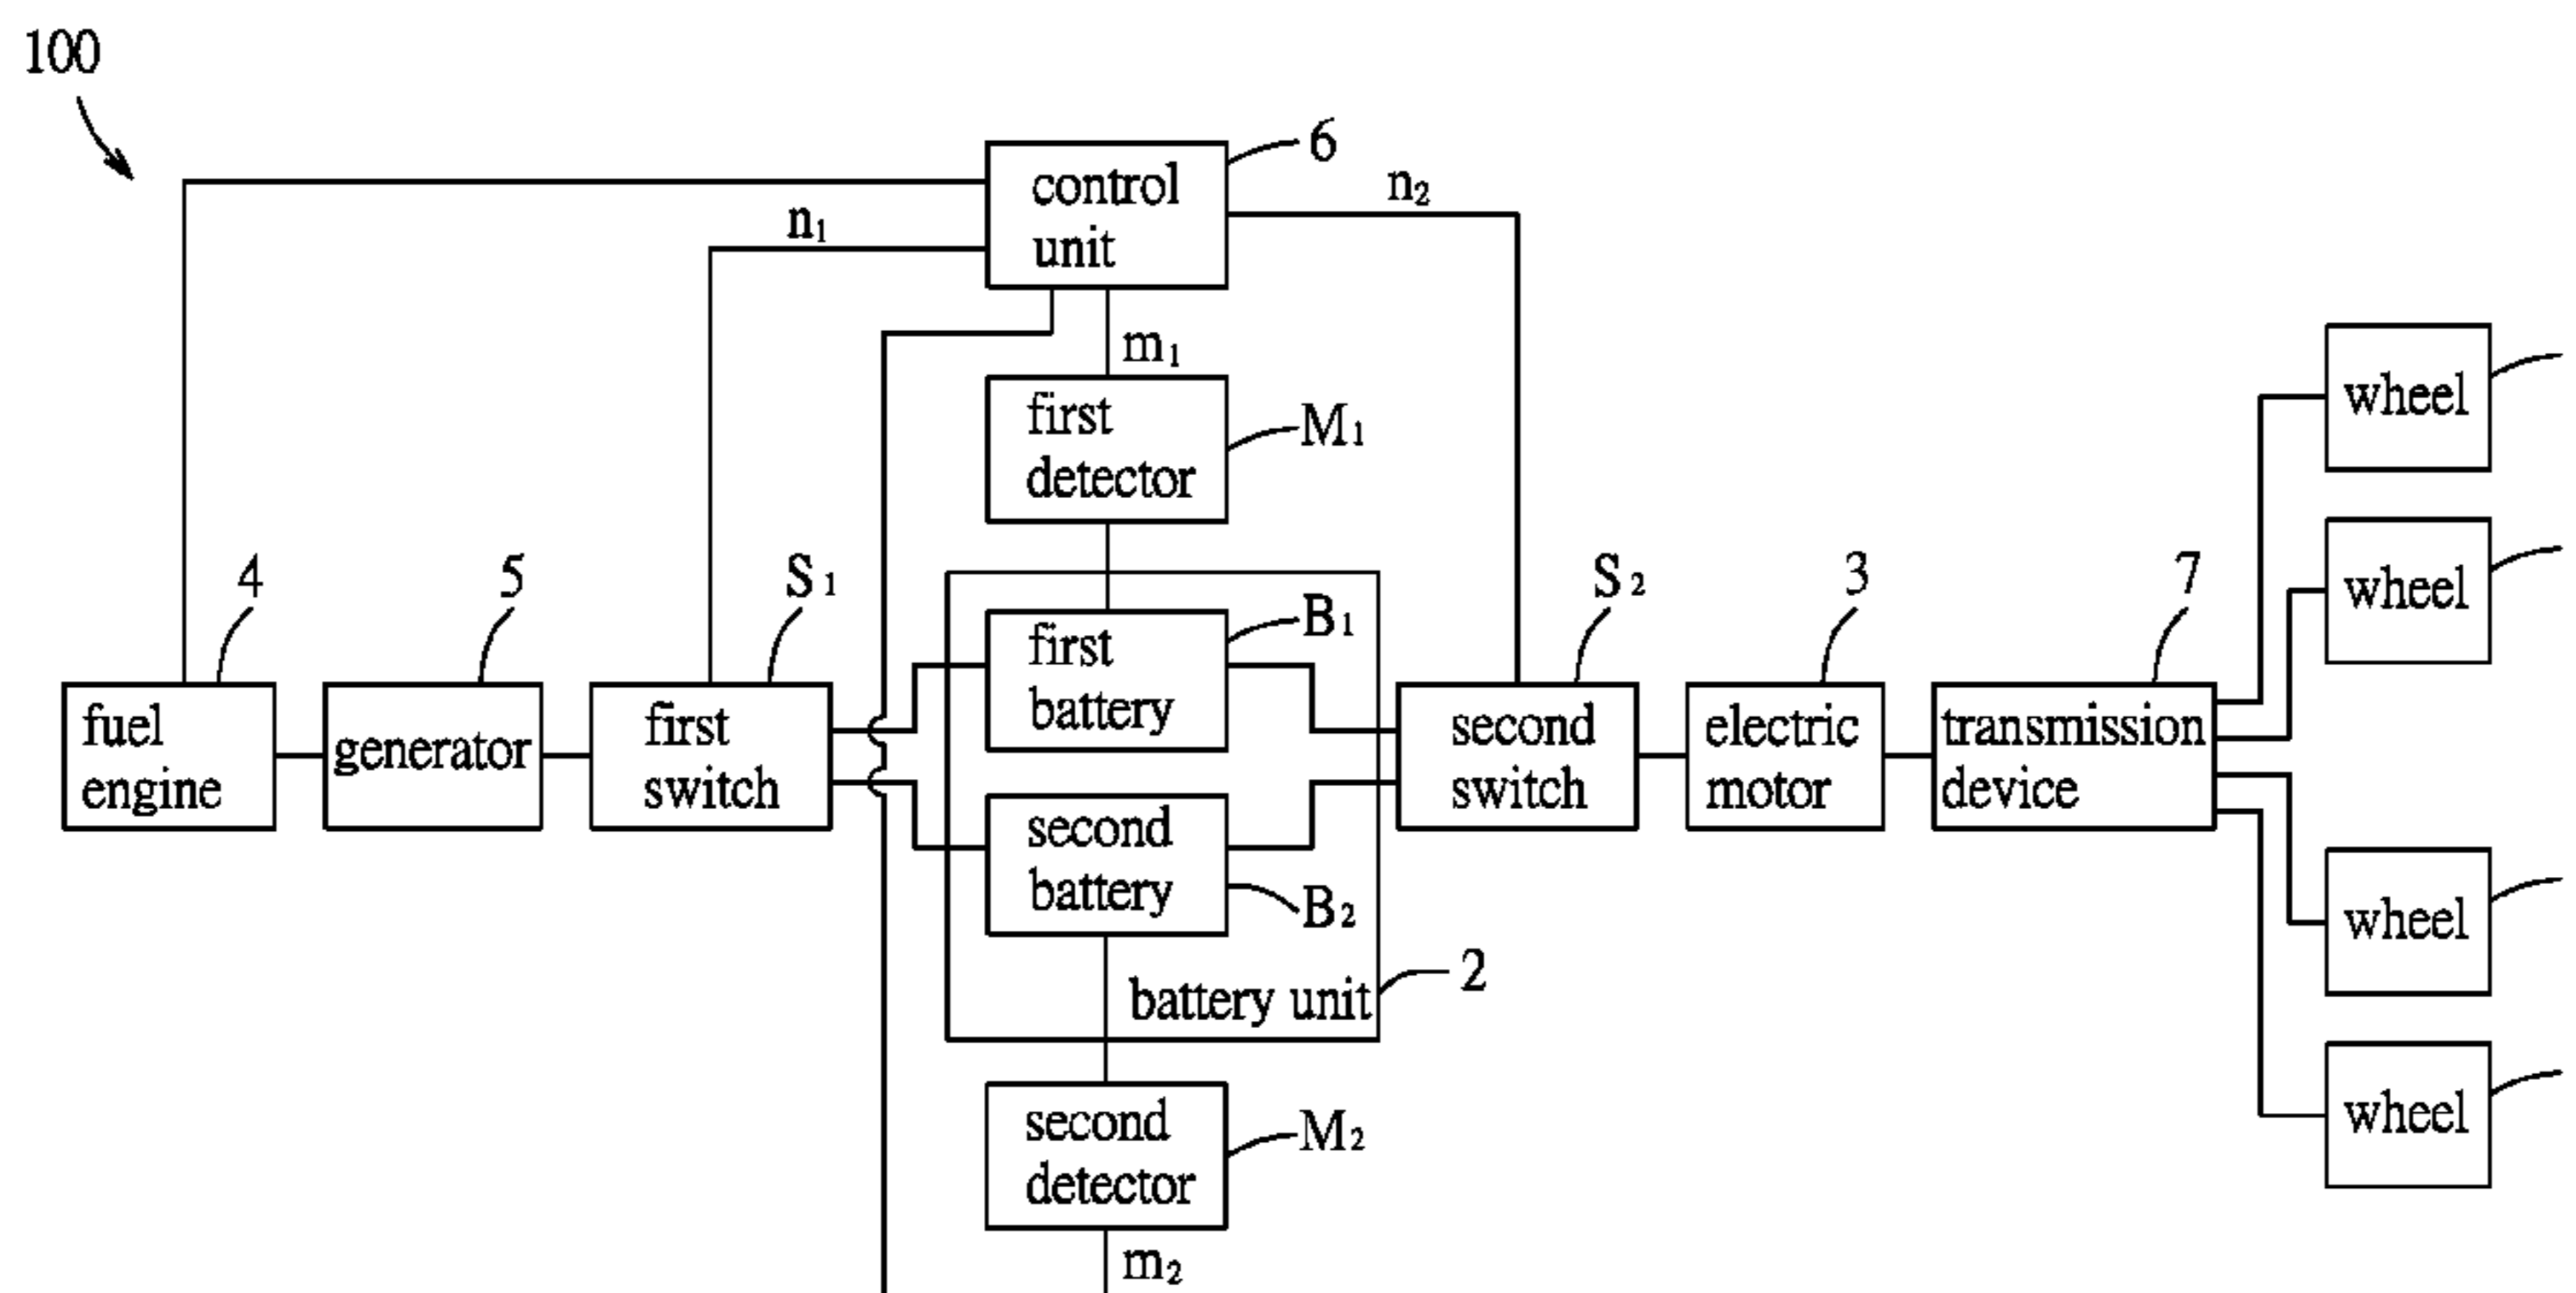 100
6
control
unit
n₁
n₂
m₁
first
detector
M₁
4
5
S₁
S₂
3
7
B₁
fuel
engine
generator
first
switch
first
battery
second
battery
B₂
battery unit
2
second
switch
electric
motor
transmission
device
wheel
wheel
wheel
wheel
second
detector
M₂
m₂